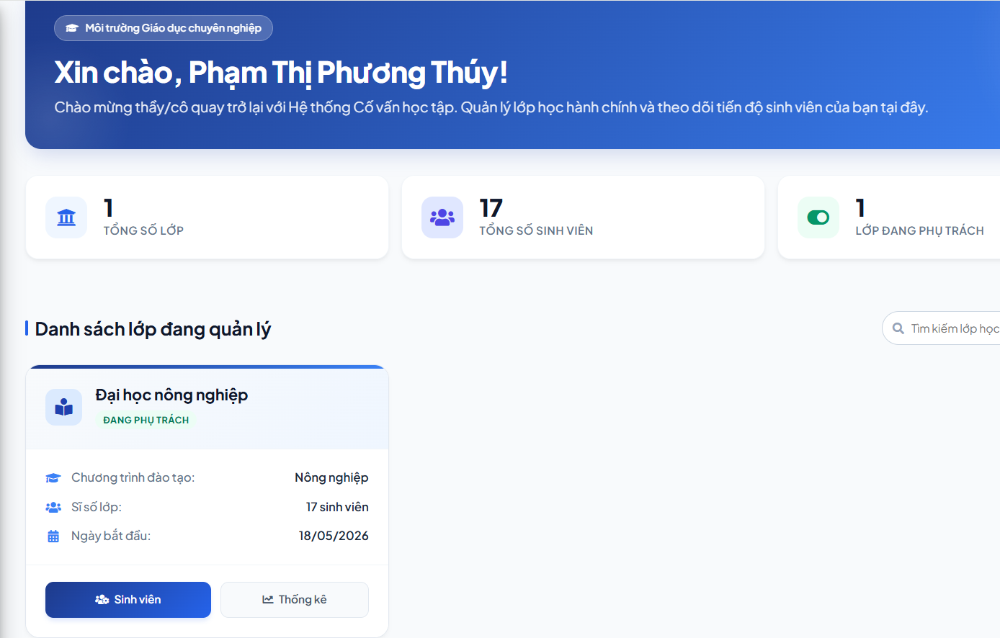 Môi trường Giáo dục chuyên nghiệp
Xin chào, Phạm Thị Phương Thúy!
Chào mừng thầy/cô quay trở lại với Hệ thống Cố vấn học tập. Quản lý lớp học hành chính và theo dõi tiến độ sinh viên của bạn tại đây.
1
TỔNG SỐ LỚP
17
TỔNG SỐ SINH VIÊN
1
LỚP ĐANG PHỤ TRÁCH
Danh sách lớp đang quản lý
Tìm kiếm lớp học
Đại học nông nghiệp
ĐANG PHỤ TRÁCH
Chương trình đào tạo: Nông nghiệp
Sĩ số lớp: 17 sinh viên
Ngày bắt đầu: 18/05/2026
Sinh viên Thống kê